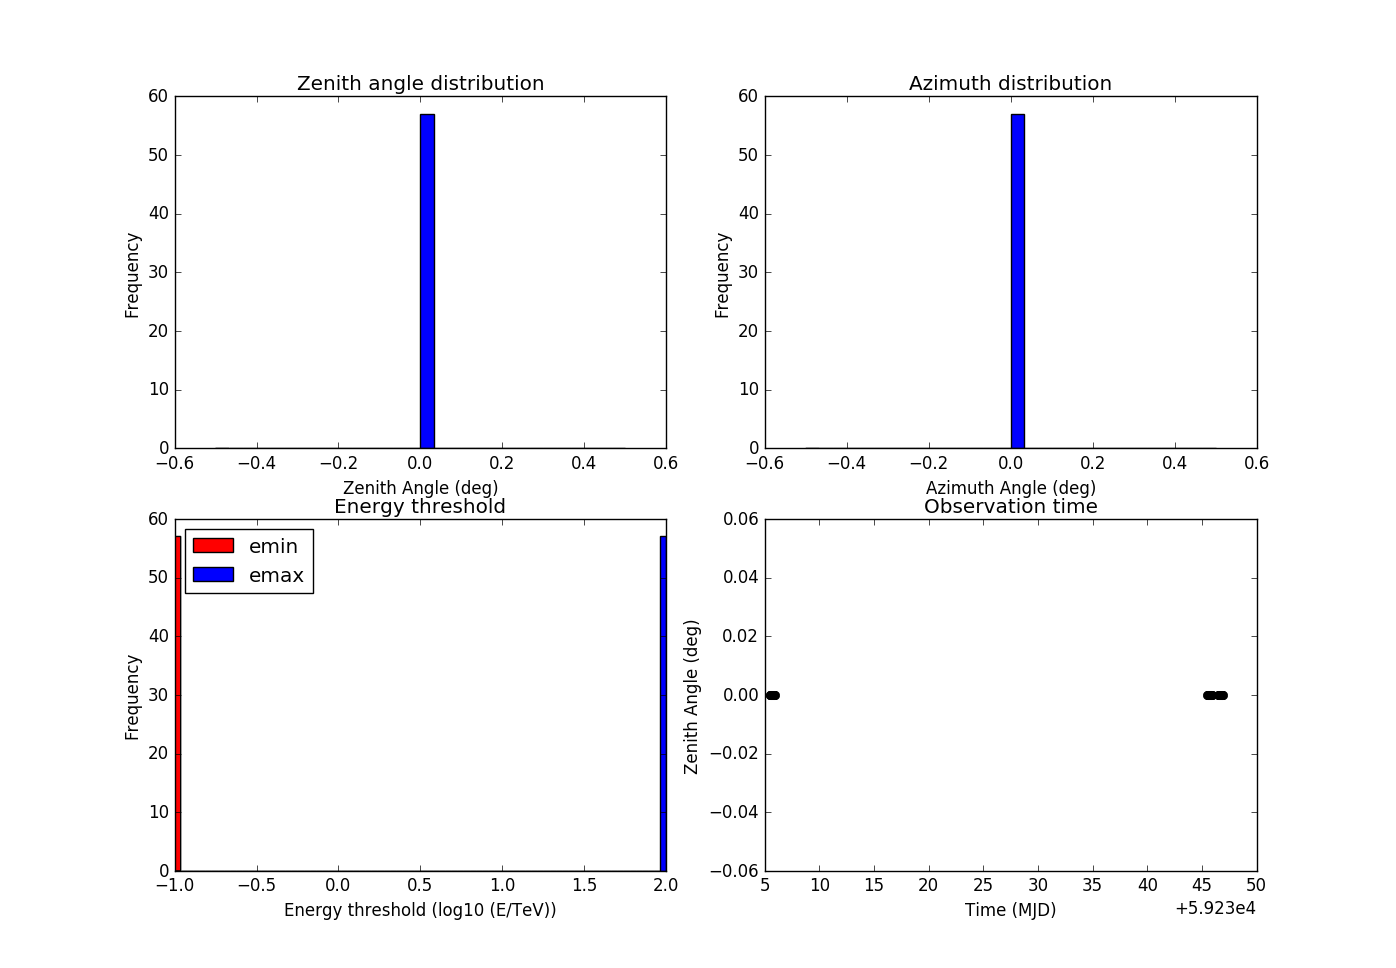 Zenith angle distribution
60
50
40
30
20
10
0
Frequency
−0.6 −0.4 −0.2 0.0 0.2 0.4 0.6
Zenith Angle (deg)
Azimuth distribution
60
50
40
30
20
10
0
Frequency
−0.6 −0.4 −0.2 0.0 0.2 0.4 0.6
Azimuth Angle (deg)
Energy threshold
60
50
40
30
20
10
0
Frequency
emin
emax
−1.0 −0.5 0.0 0.5 1.0 1.5 2.0
Energy threshold (log10 (E/TeV))
Observation time
0.06
0.04
0.02
0.00
−0.02
−0.04
−0.06
Zenith Angle (deg)
5 10 15 20 25 30 35 40 45 50
Time (MJD)
+5.923e4